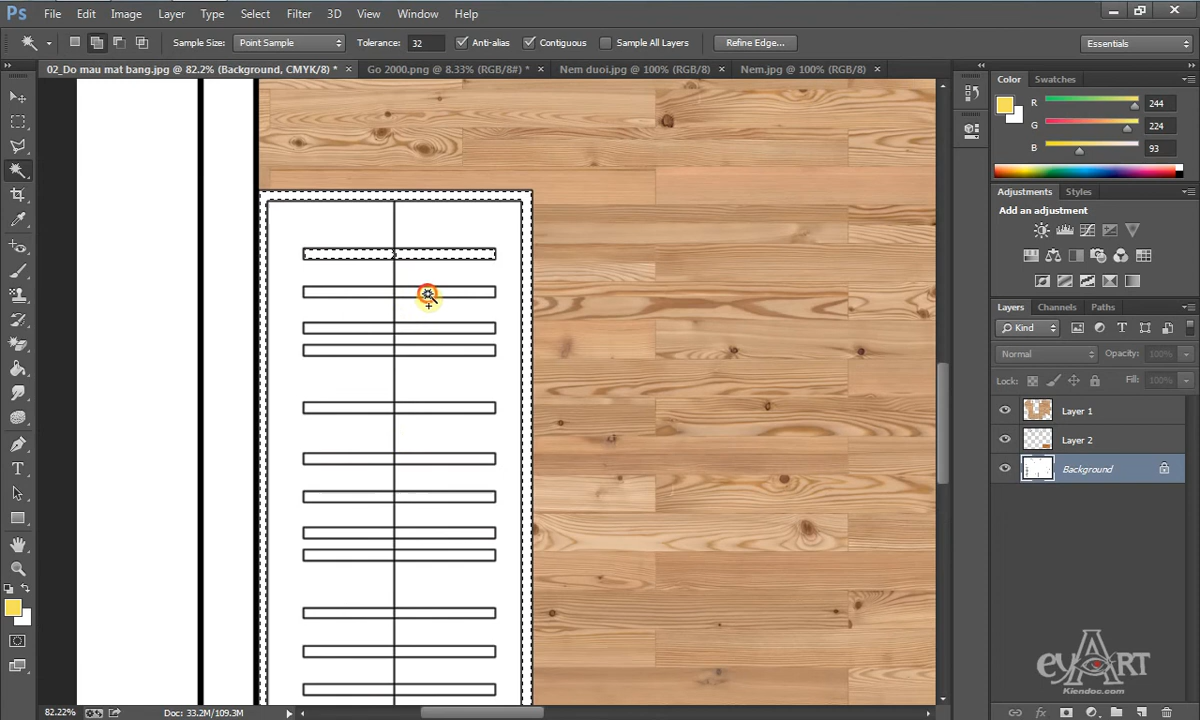 Ps File Edit Image Layer Type Select Filter 3D View Window Help
Sample Size: Point Sample Tolerance: 32 Anti-alias Contiguous Sample All Layers Refine Edge... Essentials
02_Do mau mat bang.jpg @ 82.2% (Background, CMYK/8) * × Go 2000.png @ 8.33% (RGB/8#) * × Nem duoi.jpg @ 100% (RGB/8) × Nem.jpg @ 100% (RGB/8) ×
Color Swatches
R 244
G 224
B 93
Adjustments Styles
Add an adjustment
Layers Channels Paths
Kind
Normal Opacity: 100%
Lock: Fill: 100%
Layer 1
Layer 2
Background
eyART
Kiendoc.com
82.22% Doc: 33.2M/109.3M